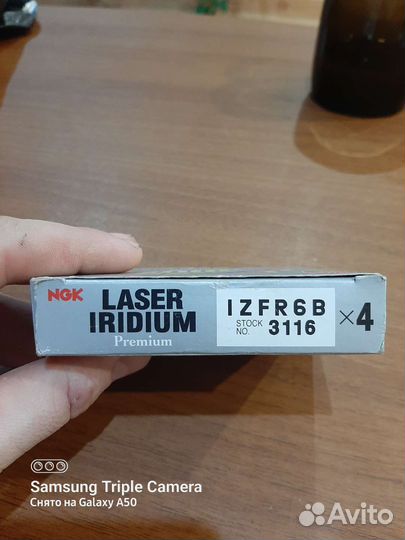 NGK LASER IRIDIUM Premium
IZFR6B
STOCK NO. 3116
×4
Samsung Triple Camera
Снято на Galaxy A50
Avito